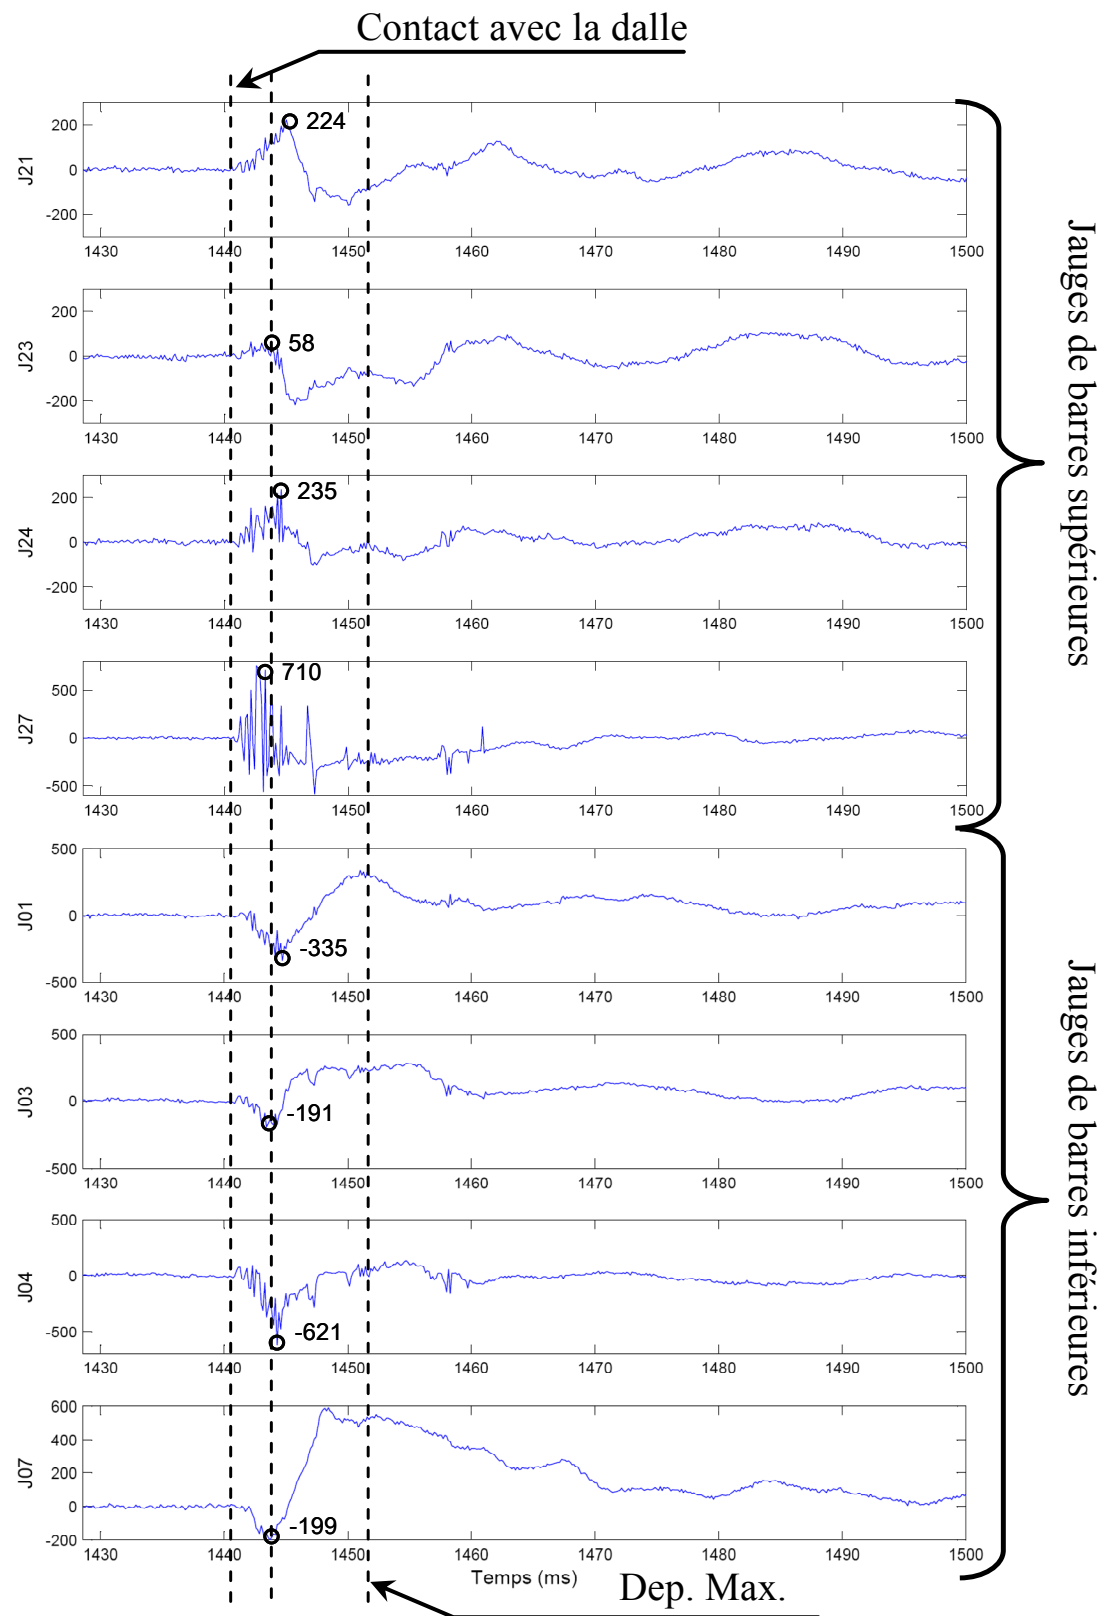 Contact avec la dalle
J21
200
0
-200
224
1430 1440 1450 1460 1470 1480 1490 1500
J23
200
0
-200
58
1430 1440 1450 1460 1470 1480 1490 1500
J24
200
0
-200
235
1430 1440 1450 1460 1470 1480 1490 1500
J27
500
0
-500
710
1430 1440 1450 1460 1470 1480 1490 1500
Jauges de barres supérieures
J01
500
0
-500
-335
1430 1440 1450 1460 1470 1480 1490 1500
J03
500
0
-500
-191
1430 1440 1450 1460 1470 1480 1490 1500
J04
500
0
-500
-621
1430 1440 1450 1460 1470 1480 1490 1500
J07
600
400
200
0
-200
-199
1430 1440 1450 1460 1470 1480 1490 1500
Jauges de barres inférieures
Temps (ms)
Dep. Max.